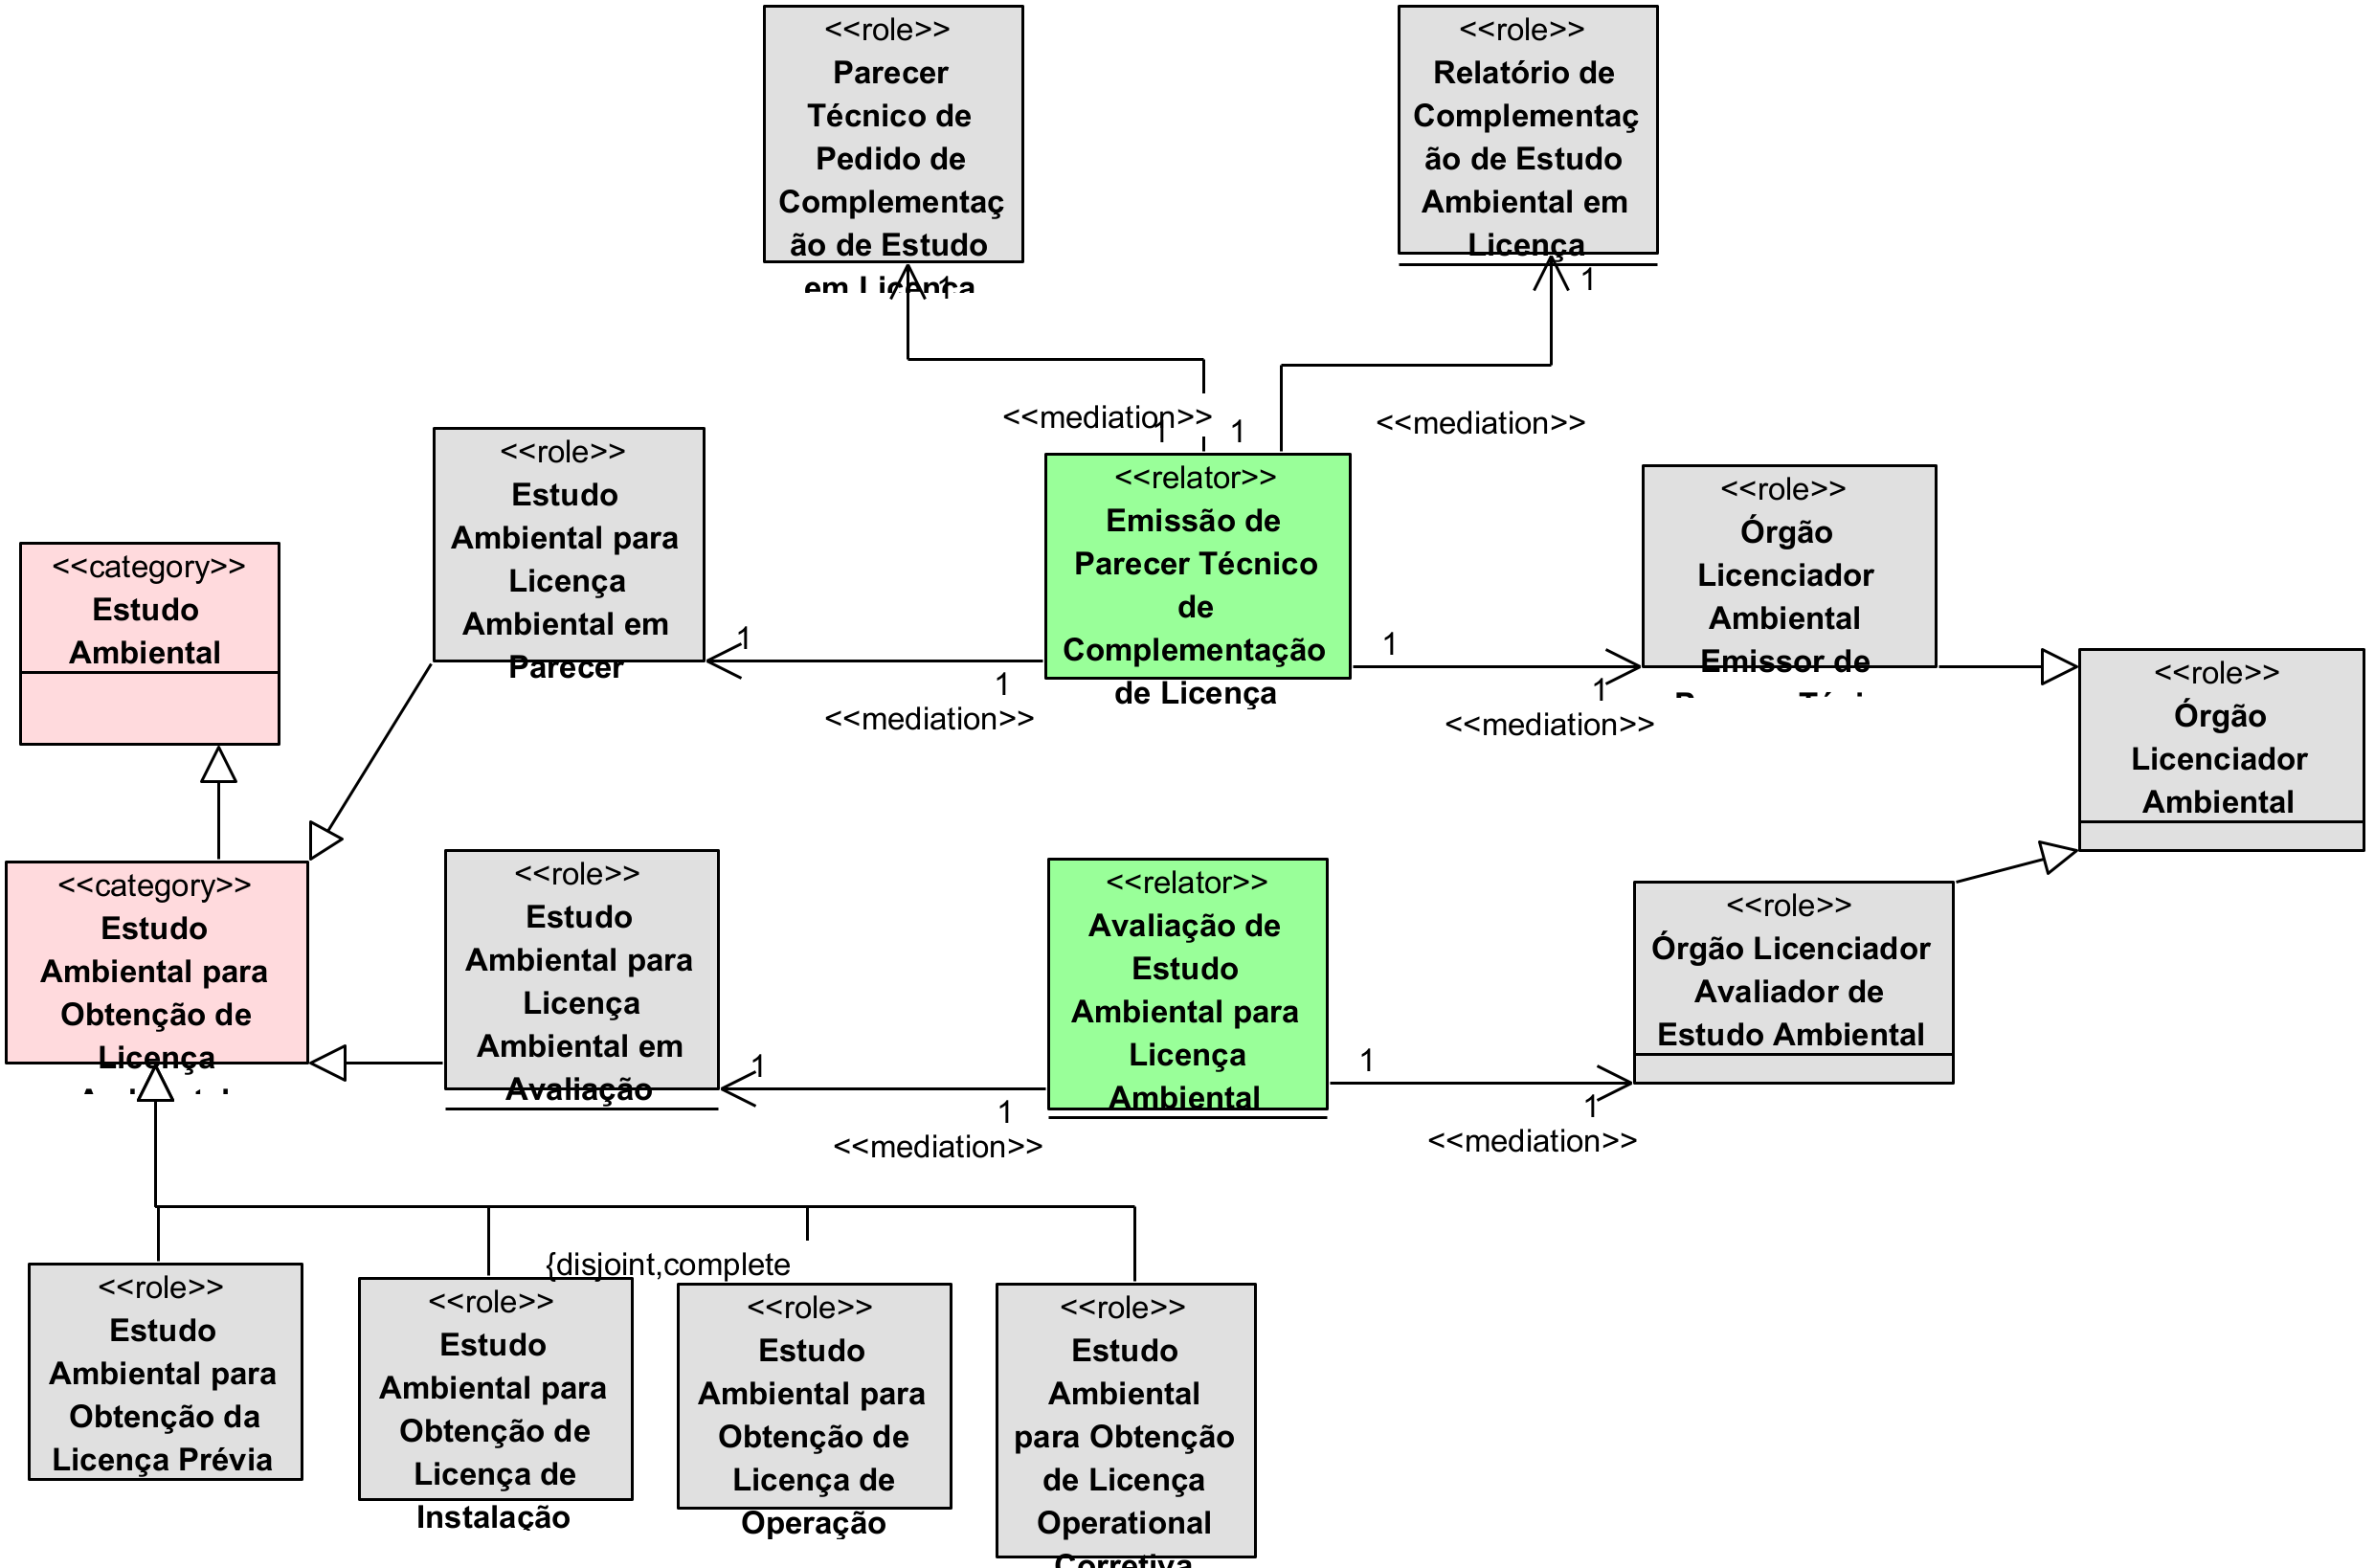 <<role>>
Parecer
Técnico de
Pedido de
Complementaç
ão de Estudo
em Licença
1
<<role>>
Relatório de
Complementaç
ão de Estudo
Ambiental em
Licença
1
<<mediation>>
1
1
<<mediation>>
<<role>>
Estudo
Ambiental para
Licença
Ambiental em
Parecer
<<relator>>
Emissão de
Parecer Técnico
de
Complementação
de Licença
<<role>>
Órgão
Licenciador
Ambiental
Emissor de
<<category>>
Estudo
Ambiental
1
1
<<mediation>>
1
1
<<mediation>>
<<role>>
Órgão
Licenciador
Ambiental
<<category>>
Estudo
Ambiental para
Obtenção de
Licença
<<role>>
Estudo
Ambiental para
Licença
Ambiental em
Avaliação
<<relator>>
Avaliação de
Estudo
Ambiental para
Licença
Ambiental
<<role>>
Órgão Licenciador
Avaliador de
Estudo Ambiental
1
1
<<mediation>>
1
1
<<mediation>>
{disjoint,complete
<<role>>
Estudo
Ambiental para
Obtenção da
Licença Prévia
<<role>>
Estudo
Ambiental para
Obtenção de
Licença de
Instalação
<<role>>
Estudo
Ambiental para
Obtenção de
Licença de
Operação
<<role>>
Estudo
Ambiental
para Obtenção
de Licença
Operational
Corretiva